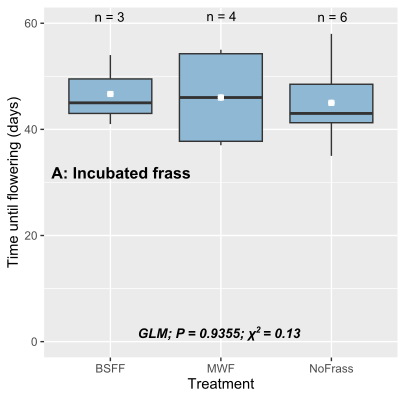 n = 3 n = 4 n = 6
60
40
20
0
Time until flowering (days)
A: Incubated frass
GLM; P = 0.9355; χ² = 0.13
BSFF MWF NoFrass
Treatment